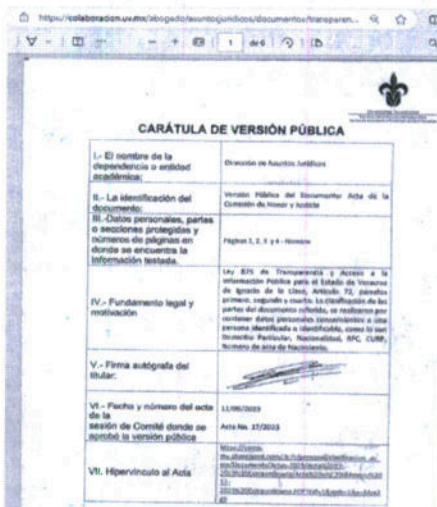 https://colaboracion.uv.mx/abogado/asuntosjuridicos/documentos/transparen...
1 de 6
CARÁTULA DE VERSIÓN PÚBLICA
I.- El nombre de la
dependencia o entidad
académica:
Dirección de Asuntos Jurídicos
II.- La identificación del
documento:
Versión Pública del Documento: Acta de la
Comisión de Honor y Justicia
III.-Datos personales, partes
o secciones protegidas y
números de páginas en
donde se encuentra la
información testada.
Páginas 1, 2, 3 y 4 - Nombre
IV.- Fundamento legal y
motivación
Ley 875 de Transparencia y Acceso a la
Información Pública para el Estado de Veracruz
de Ignacio de la Llave, Artículo 72, párrafos
primero, segundo y cuarto. La clasificación de las
partes del documento referido, se realizaron por
contener datos personales concernientes a una
persona identificada o identificable, como lo son
Domicilio Particular, Nacionalidad, RFC, CURP,
Número de acta de Nacimiento.
V.- Firma autógrafa del
titular:
VI.- Fecha y número del acta
de la
sesión de Comité donde se
aprobó la versión pública
Acta No. 17/2023
VII. Hipervínculo al Acta